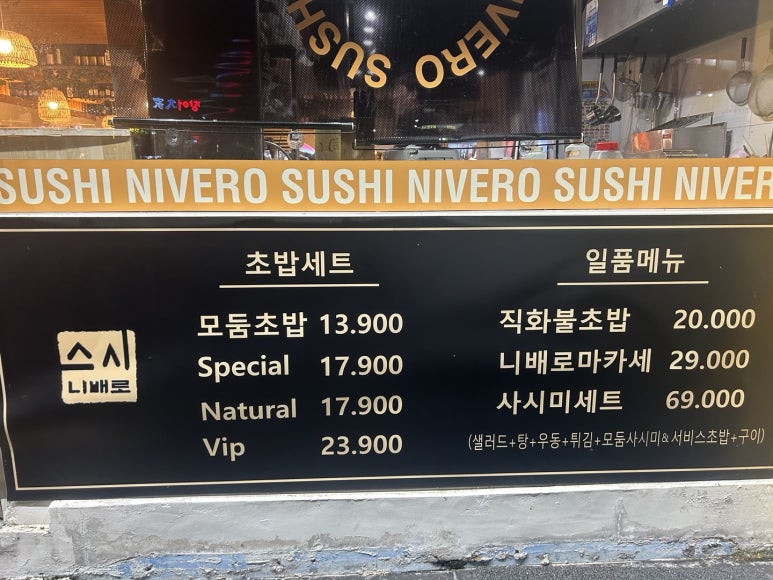 SUSHI NIVERO SUSHI
SUSHI NIVERO SUSHI NIVERO SUSHI NIVER
초밥세트
모둠초밥 13.900
Special 17.900
Natural 17.900
Vip 23.900
일품메뉴
직화불초밥 20.000
니배로마카세 29.000
사시미세트 69.000
(샐러드+탕+우동+튀김+모둠사시미&서비스초밥+구이)
스시
니배로